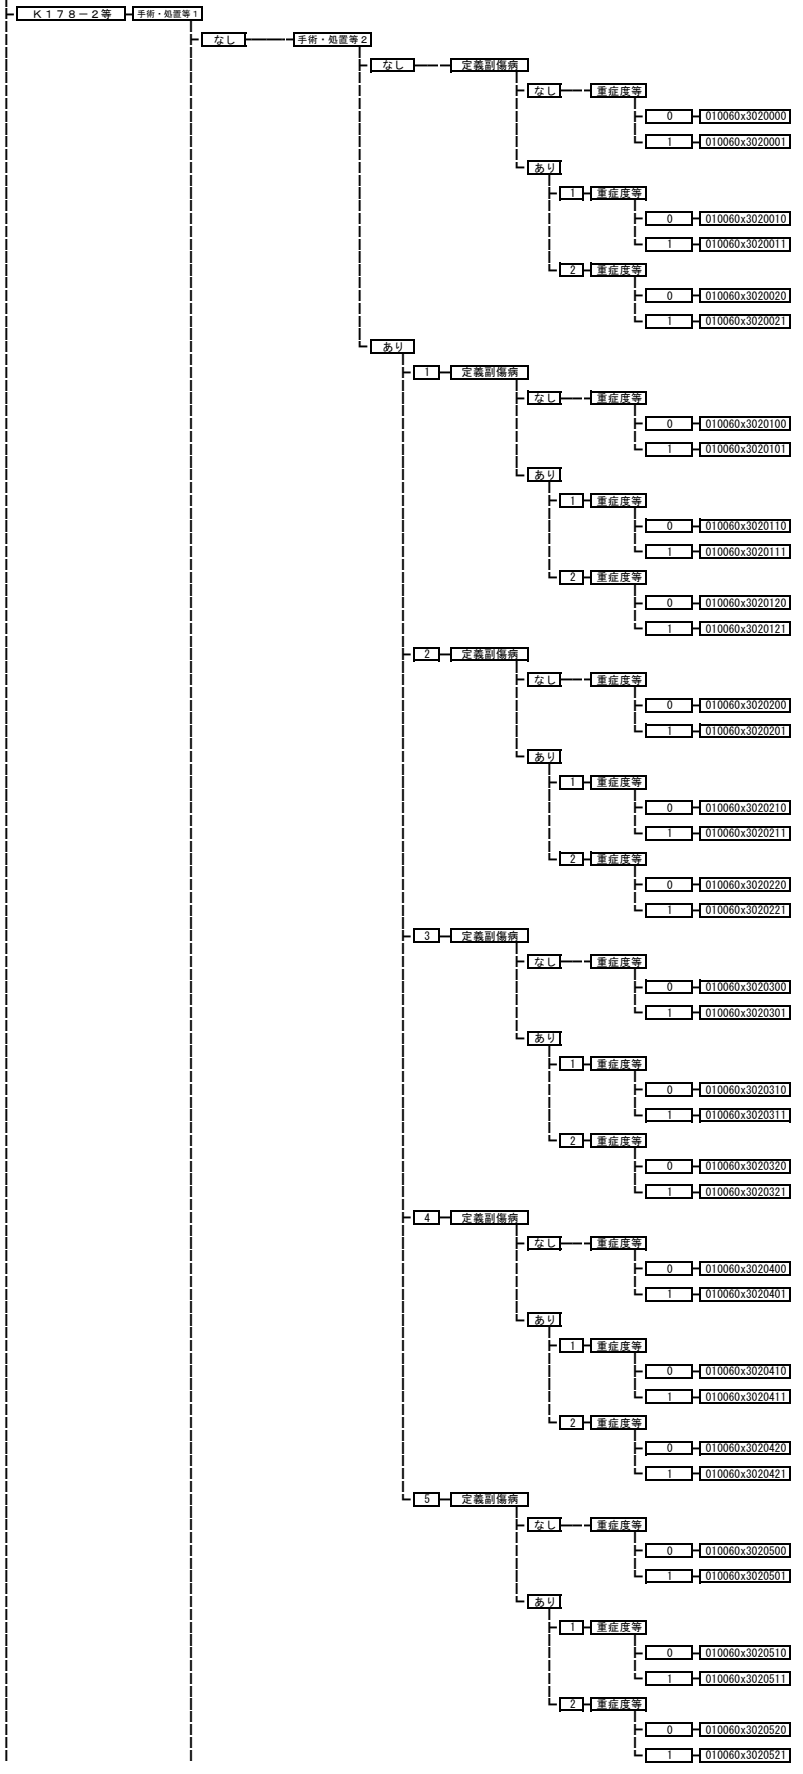 K178-2等 手術・処置等1
なし 手術・処置等2
なし 定義副傷病
なし 重症度等
0 010060x3020000
1 010060x3020001
あり
1 重症度等
0 010060x3020010
1 010060x3020011
2 重症度等
0 010060x3020020
1 010060x3020021
あり
1 定義副傷病
なし 重症度等
0 010060x3020100
1 010060x3020101
あり
1 重症度等
0 010060x3020110
1 010060x3020111
2 重症度等
0 010060x3020120
1 010060x3020121
2 定義副傷病
なし 重症度等
0 010060x3020200
1 010060x3020201
あり
1 重症度等
0 010060x3020210
1 010060x3020211
2 重症度等
0 010060x3020220
1 010060x3020221
3 定義副傷病
なし 重症度等
0 010060x3020300
1 010060x3020301
あり
1 重症度等
0 010060x3020310
1 010060x3020311
2 重症度等
0 010060x3020320
1 010060x3020321
4 定義副傷病
なし 重症度等
0 010060x3020400
1 010060x3020401
あり
1 重症度等
0 010060x3020410
1 010060x3020411
2 重症度等
0 010060x3020420
1 010060x3020421
5 定義副傷病
なし 重症度等
0 010060x3020500
1 010060x3020501
あり
1 重症度等
0 010060x3020510
1 010060x3020511
2 重症度等
0 010060x3020520
1 010060x3020521